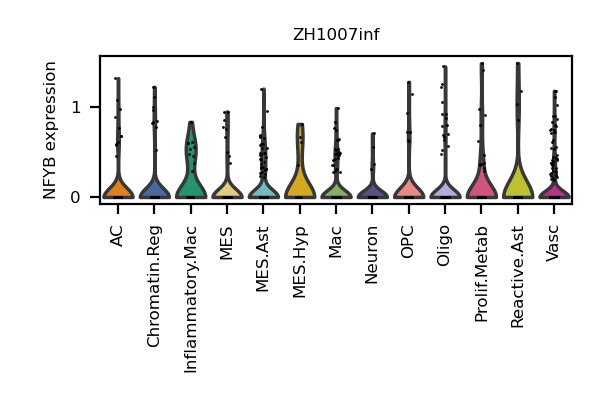 ZH1007inf
NFYB expression
1
0
AC
Chromatin.Reg
Inflammatory.Mac
MES
MES.Ast
MES.Hyp
Mac
Neuron
OPC
Oligo
Prolif.Metab
Reactive.Ast
Vasc